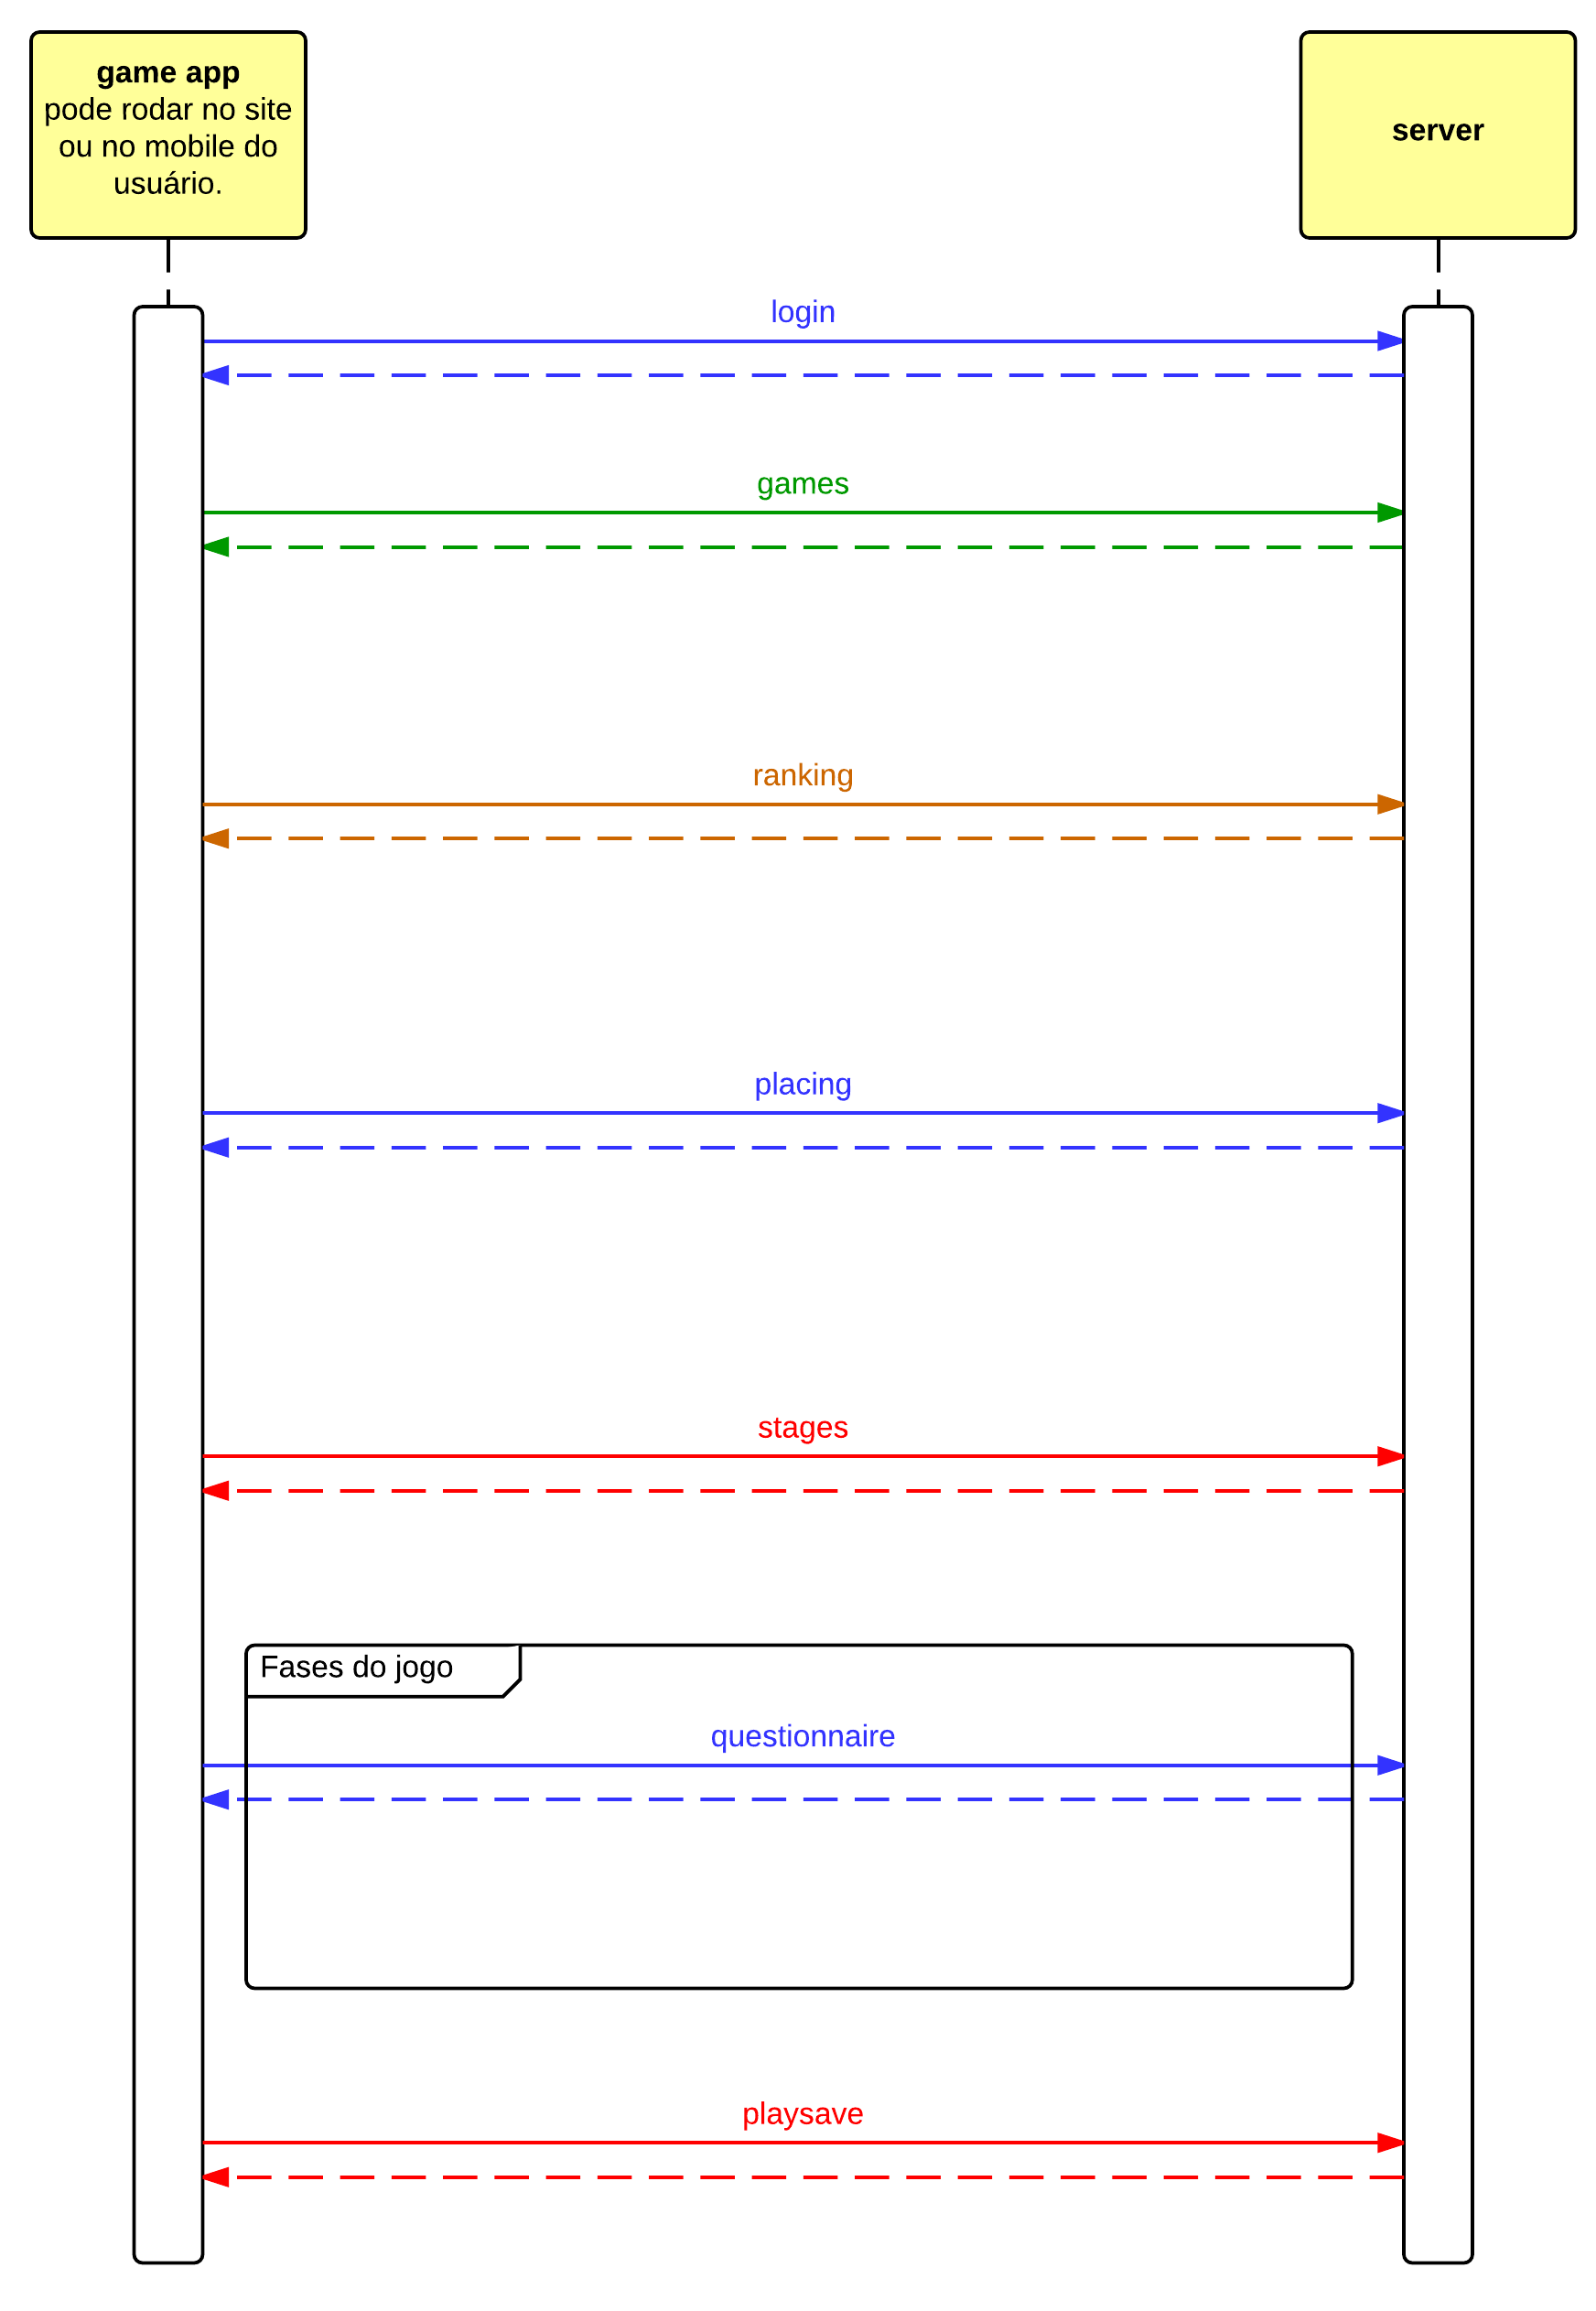 game app
pode rodar no site
ou no mobile do
usuário.
server
login
games
ranking
placing
stages
Fases do jogo
questionnaire
playsave